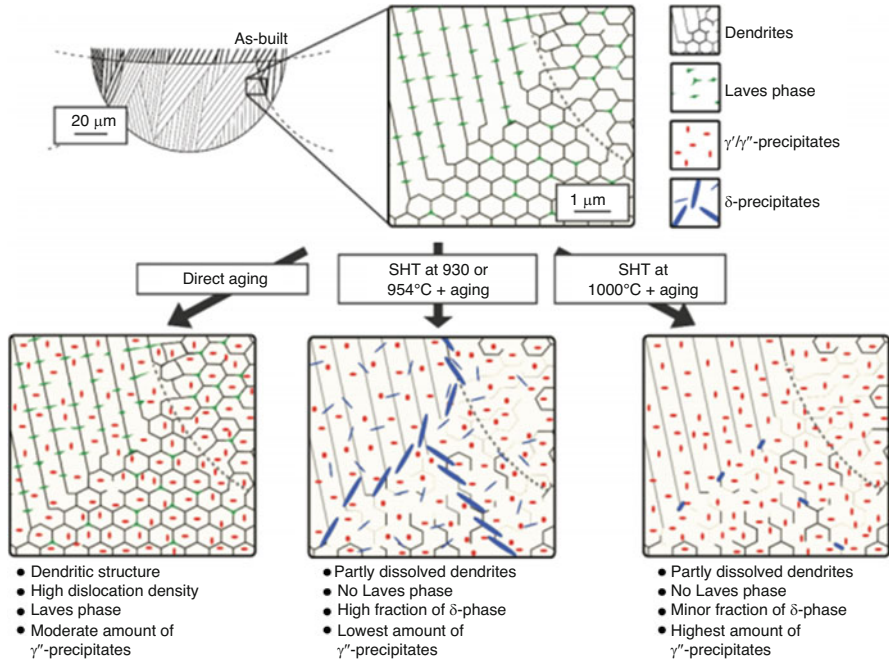 As-built
20 μm
1 μm
Dendrites
Laves phase
γ′/γ″-precipitates
δ-precipitates
Direct aging
SHT at 930 or
954°C + aging
SHT at
1000°C + aging
● Dendritic structure
● High dislocation density
● Laves phase
● Moderate amount of
γ″-precipitates
● Partly dissolved dendrites
● No Laves phase
● High fraction of δ-phase
● Lowest amount of
γ″-precipitates
● Partly dissolved dendrites
● No Laves phase
● Minor fraction of δ-phase
● Highest amount of
γ″-precipitates